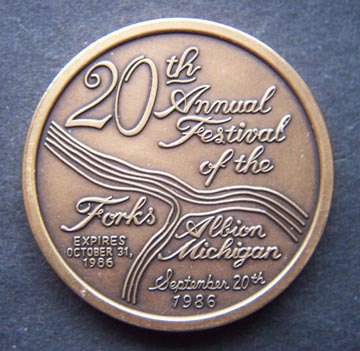 20th
Annual
Festival
of the
Forks
EXPIRES
OCTOBER 31,
1986
Albion
Michigan
September 20th
1986